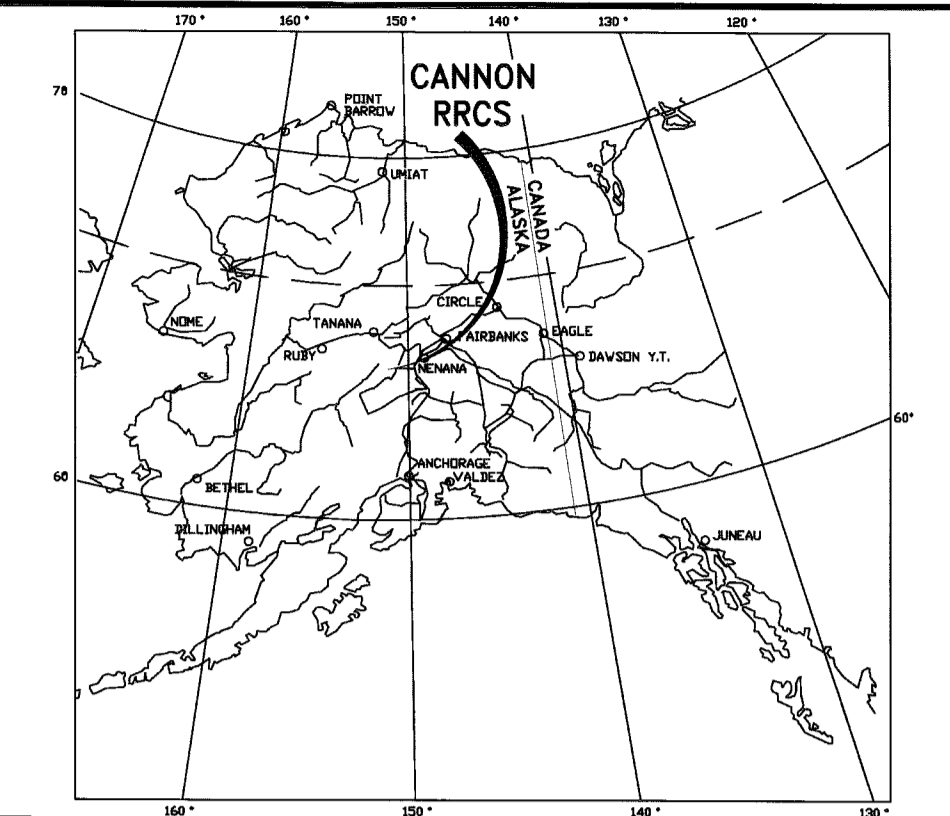 170° 160° 150° 140° 130° 120°
CANNON
RRCS
70
POINT
BARROW
UMIAT
CANADA
ALASKA
CIRCLE
NOME
TANANA
FAIRBANKS
EAGLE
RUBY
DAWSON Y.T.
NENANA
60°
ANCHORAGE
60
VALDEZ
BETHEL
DILLINGHAM
JUNEAU
160° 150° 140° 130°